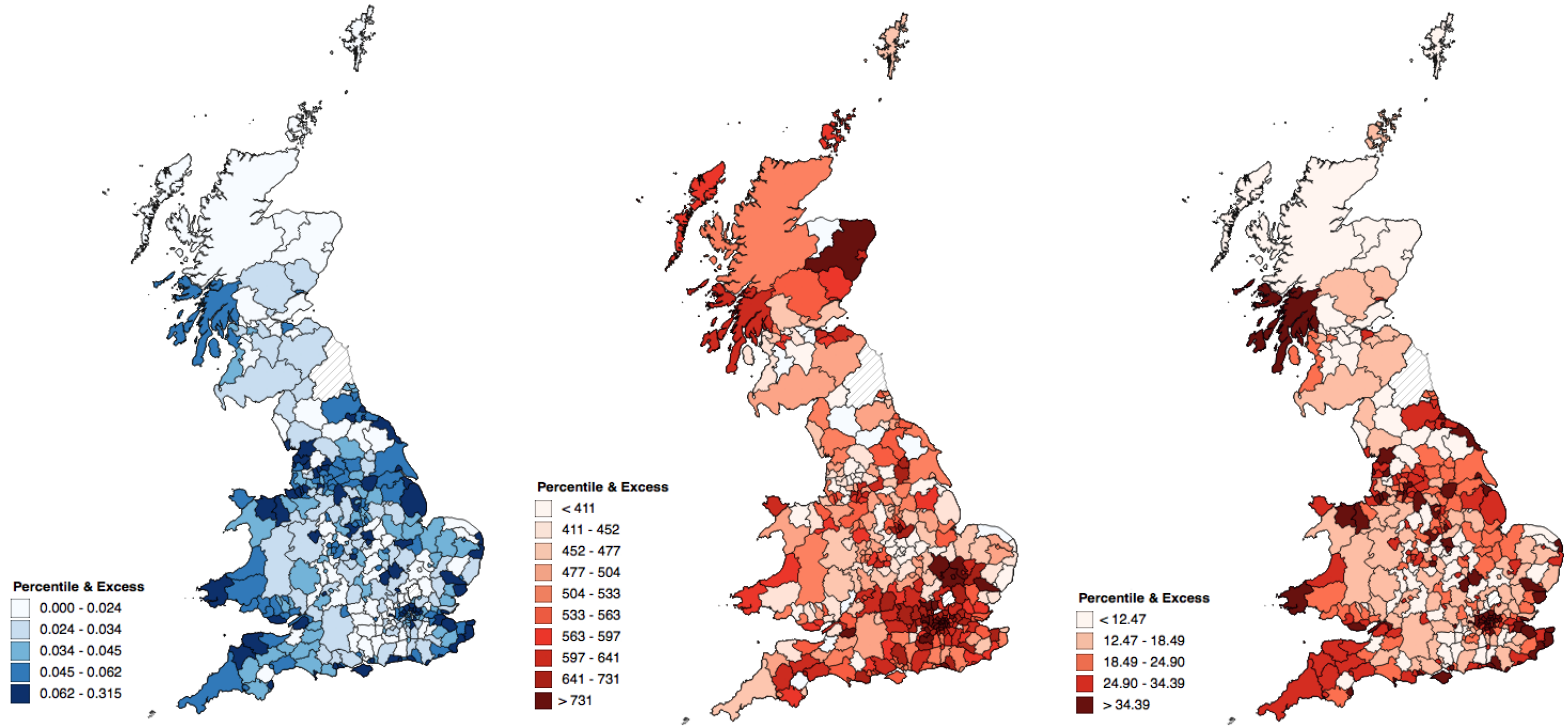 Percentile & Excess
0.000 - 0.024
0.024 - 0.034
0.034 - 0.045
0.045 - 0.062
0.062 - 0.315
Percentile & Excess
< 411
411 - 452
452 - 477
477 - 504
504 - 533
533 - 563
563 - 597
597 - 641
641 - 731
> 731
Percentile & Excess
< 12.47
12.47 - 18.49
18.49 - 24.90
24.90 - 34.39
> 34.39